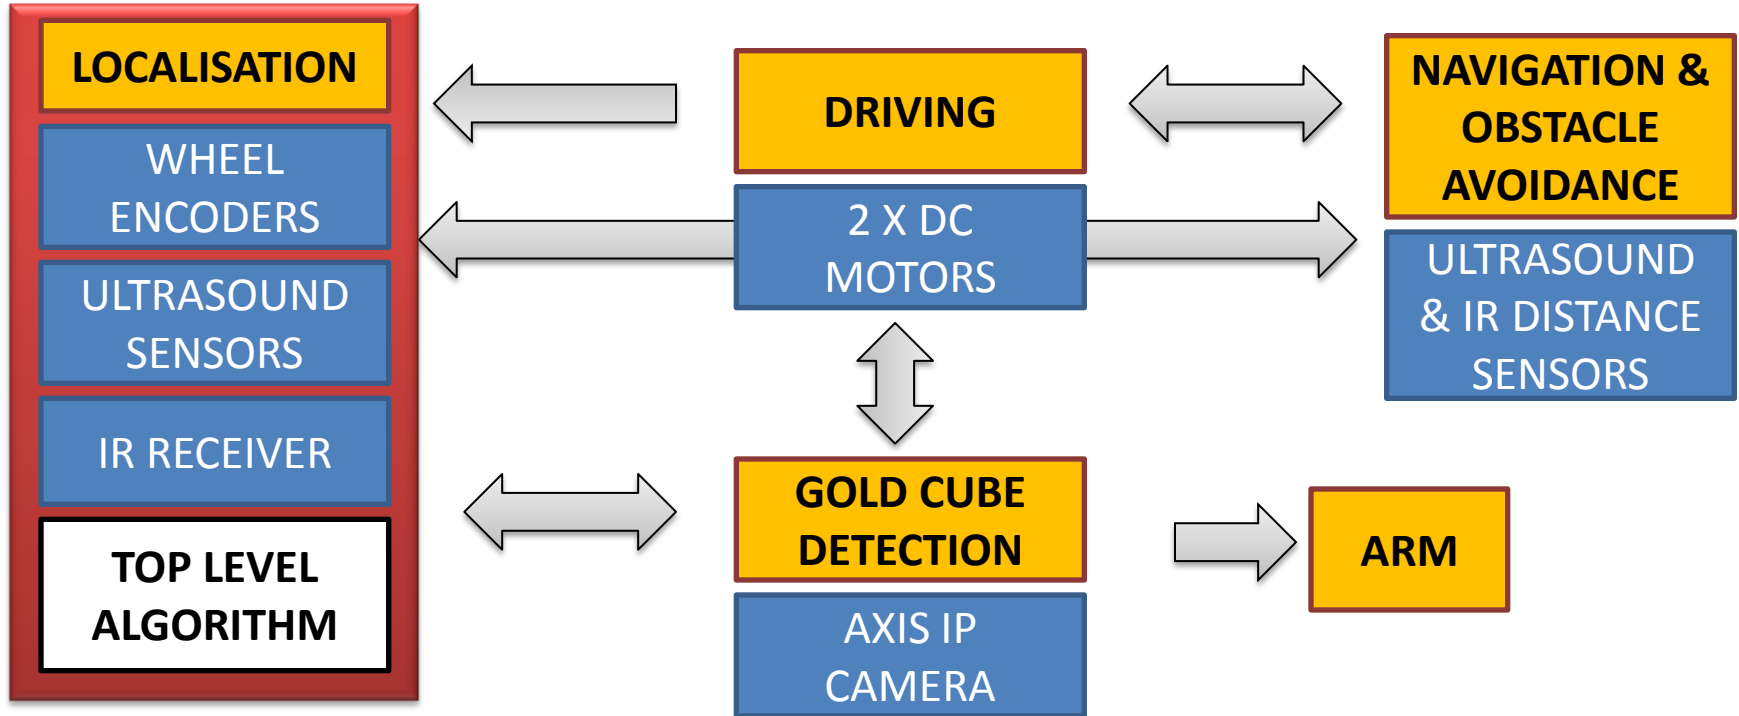 LOCALISATION
WHEEL
ENCODERS
ULTRASOUND
SENSORS
IR RECEIVER
TOP LEVEL
ALGORITHM
DRIVING
2 X DC
MOTORS
GOLD CUBE
DETECTION
AXIS IP
CAMERA
NAVIGATION &
OBSTACLE
AVOIDANCE
ULTRASOUND
& IR DISTANCE
SENSORS
ARM